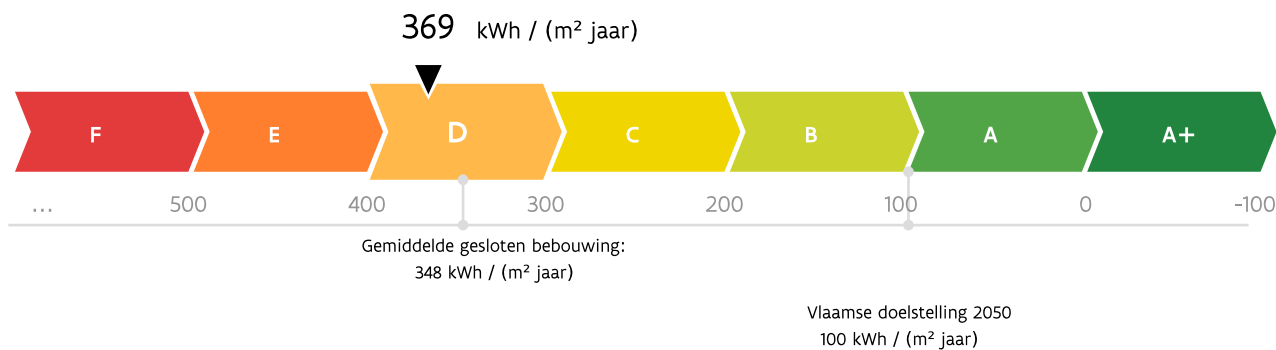 369 kWh / (m² jaar)
F E D C B A A+
... 500 400 300 200 100 0 -100
Gemiddelde gesloten bebouwing:
348 kWh / (m² jaar)
Vlaamse doelstelling 2050
100 kWh / (m² jaar)